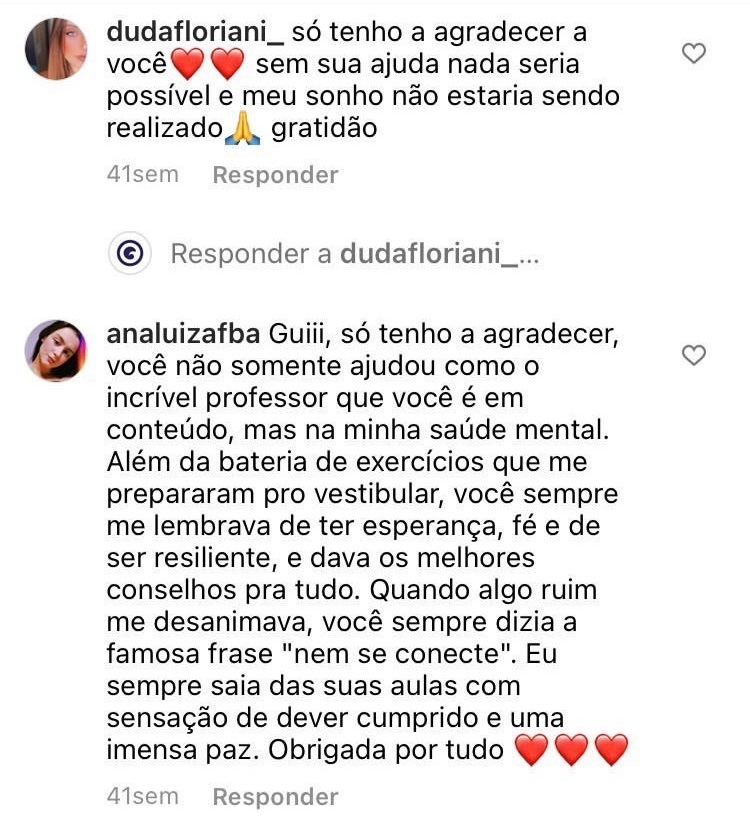 dudafloriani_ só tenho a agradecer a
você❤️❤️ sem sua ajuda nada seria
possível e meu sonho não estaria sendo
realizado🙏 gratidão
41sem Responder
Responder a dudafloriani_...
analuizafba Guiii, só tenho a agradecer,
você não somente ajudou como o
incrível professor que você é em
conteúdo, mas na minha saúde mental.
Além da bateria de exercícios que me
prepararam pro vestibular, você sempre
me lembrava de ter esperança, fé e de
ser resiliente, e dava os melhores
conselhos pra tudo. Quando algo ruim
me desanimava, você sempre dizia a
famosa frase "nem se conecte". Eu
sempre saia das suas aulas com
sensação de dever cumprido e uma
imensa paz. Obrigada por tudo ❤️❤️❤️
41sem Responder